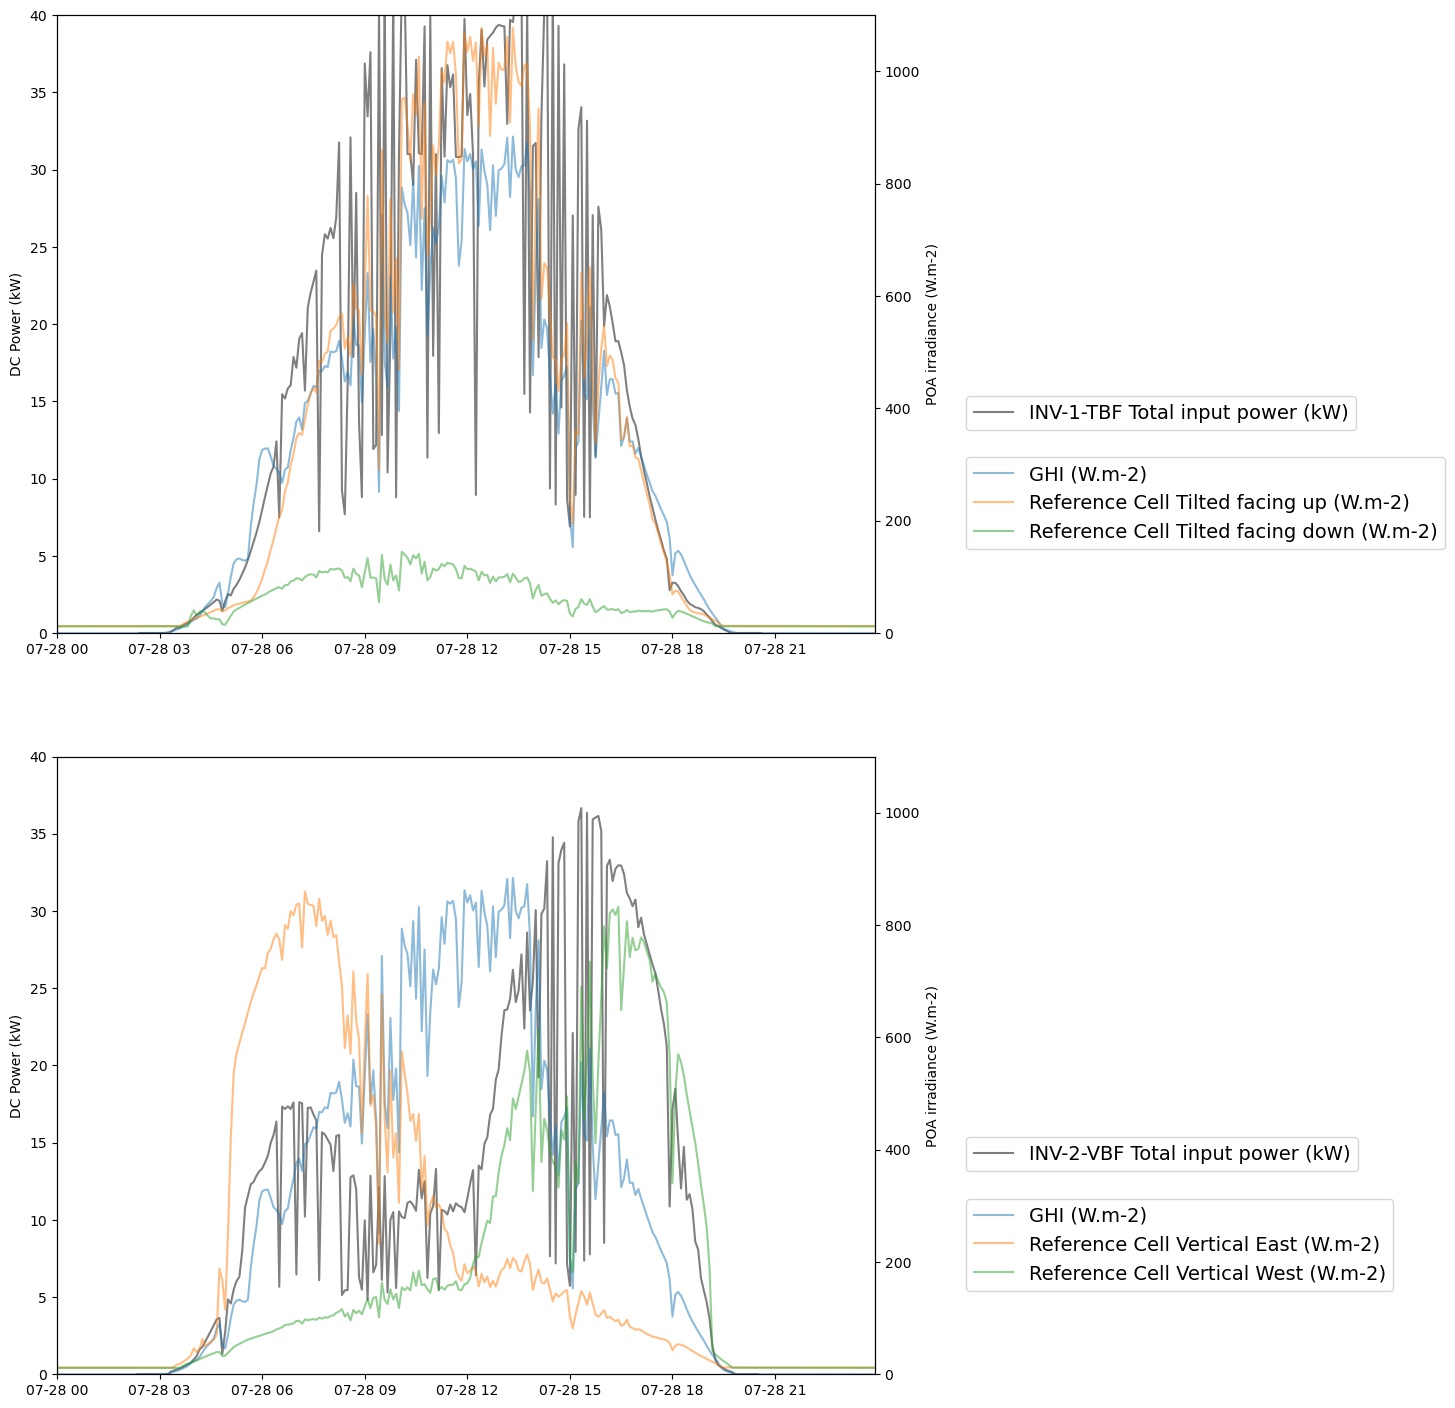 40
35
30
25
20
15
10
5
0
DC Power (kW)
1000
800
600
400
200
0
POA irradiance (W.m-2)
07-28 00 07-28 03 07-28 06 07-28 09 07-28 12 07-28 15 07-28 18 07-28 21
INV-1-TBF Total input power (kW)
GHI (W.m-2)
Reference Cell Tilted facing up (W.m-2)
Reference Cell Tilted facing down (W.m-2)
40
35
30
25
20
15
10
5
0
DC Power (kW)
1000
800
600
400
200
0
POA irradiance (W.m-2)
07-28 00 07-28 03 07-28 06 07-28 09 07-28 12 07-28 15 07-28 18 07-28 21
INV-2-VBF Total input power (kW)
GHI (W.m-2)
Reference Cell Vertical East (W.m-2)
Reference Cell Vertical West (W.m-2)